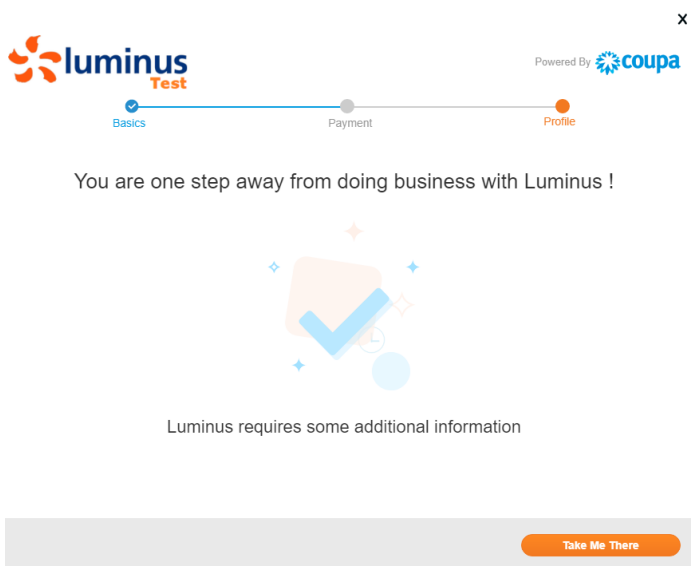 X
luminus
Test
Powered By coupa
Basics
Payment
Profile
You are one step away from doing business with Luminus !
Luminus requires some additional information
Take Me There